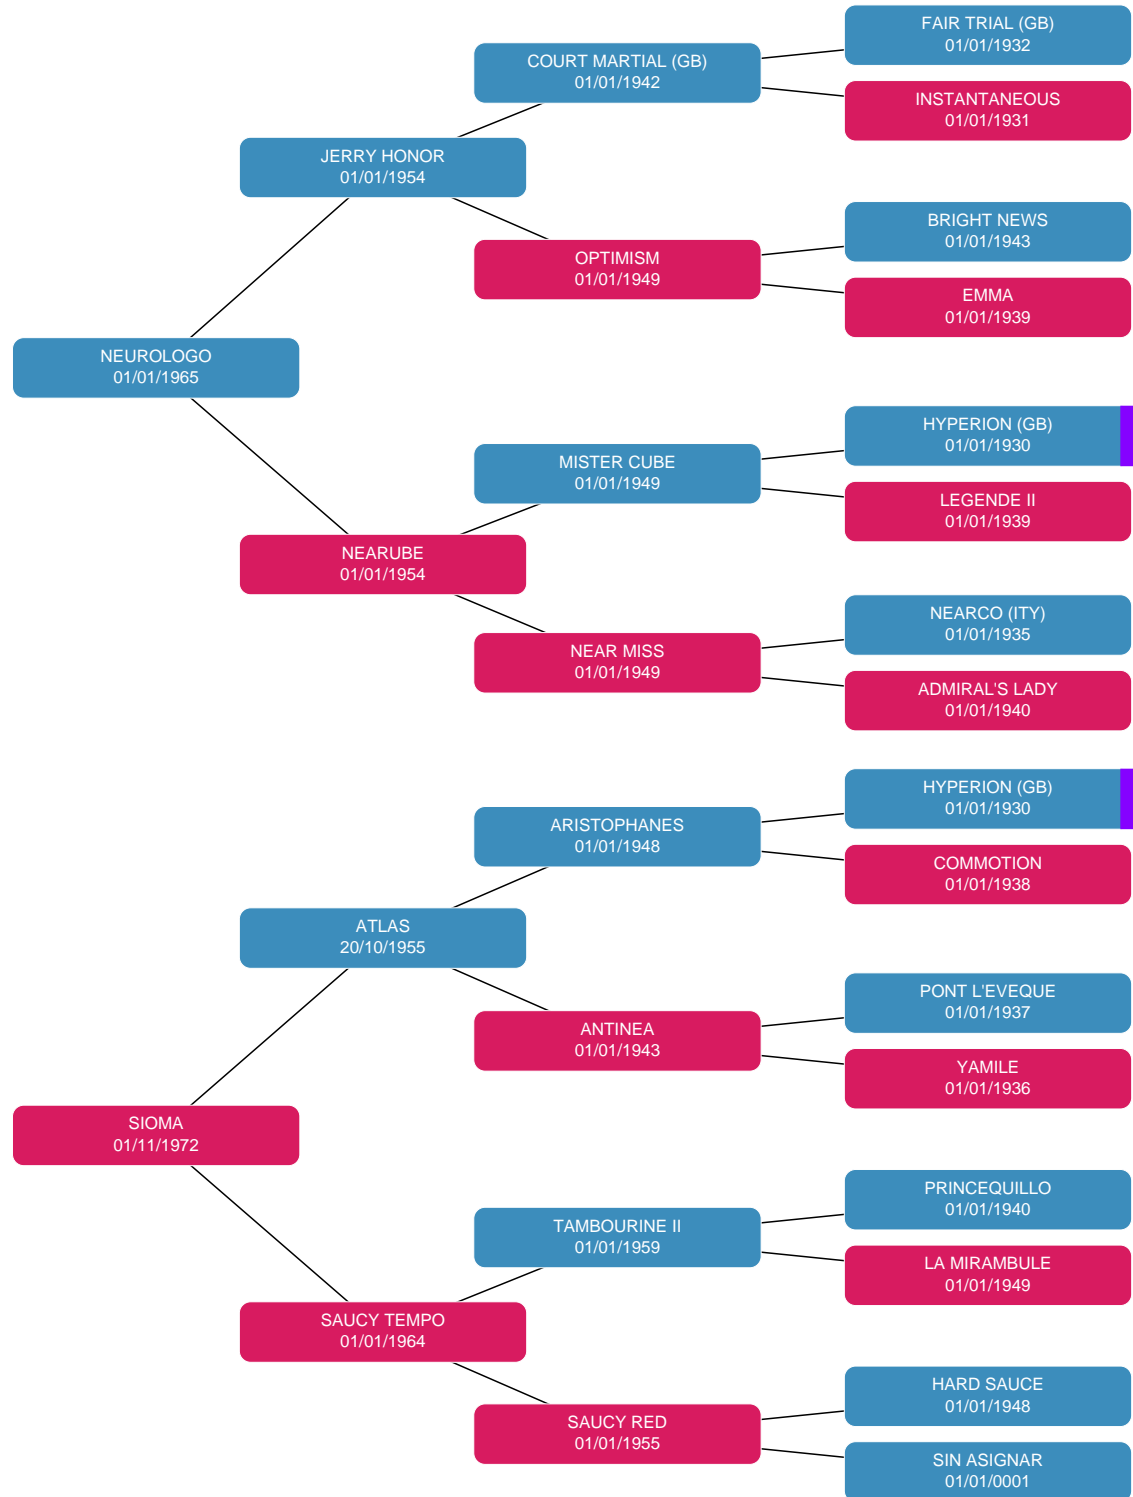 FAIR TRIAL (GB)
01/01/1932
COURT MARTIAL (GB)
01/01/1942
INSTANTANEOUS
01/01/1931
JERRY HONOR
01/01/1954
BRIGHT NEWS
01/01/1943
OPTIMISM
01/01/1949
EMMA
01/01/1939
NEUROLOGO
01/01/1965
HYPERION (GB)
01/01/1930
MISTER CUBE
01/01/1949
LEGENDE II
01/01/1939
NEARUBE
01/01/1954
NEARCO (ITY)
01/01/1935
NEAR MISS
01/01/1949
ADMIRAL'S LADY
01/01/1940
HYPERION (GB)
01/01/1930
ARISTOPHANES
01/01/1948
COMMOTION
01/01/1938
ATLAS
20/10/1955
PONT L'EVEQUE
01/01/1937
ANTINEA
01/01/1943
YAMILE
01/01/1936
SIOMA
01/11/1972
PRINCEQUILLO
01/01/1940
TAMBOURINE II
01/01/1959
LA MIRAMBULE
01/01/1949
SAUCY TEMPO
01/01/1964
HARD SAUCE
01/01/1948
SAUCY RED
01/01/1955
SIN ASIGNAR
01/01/0001